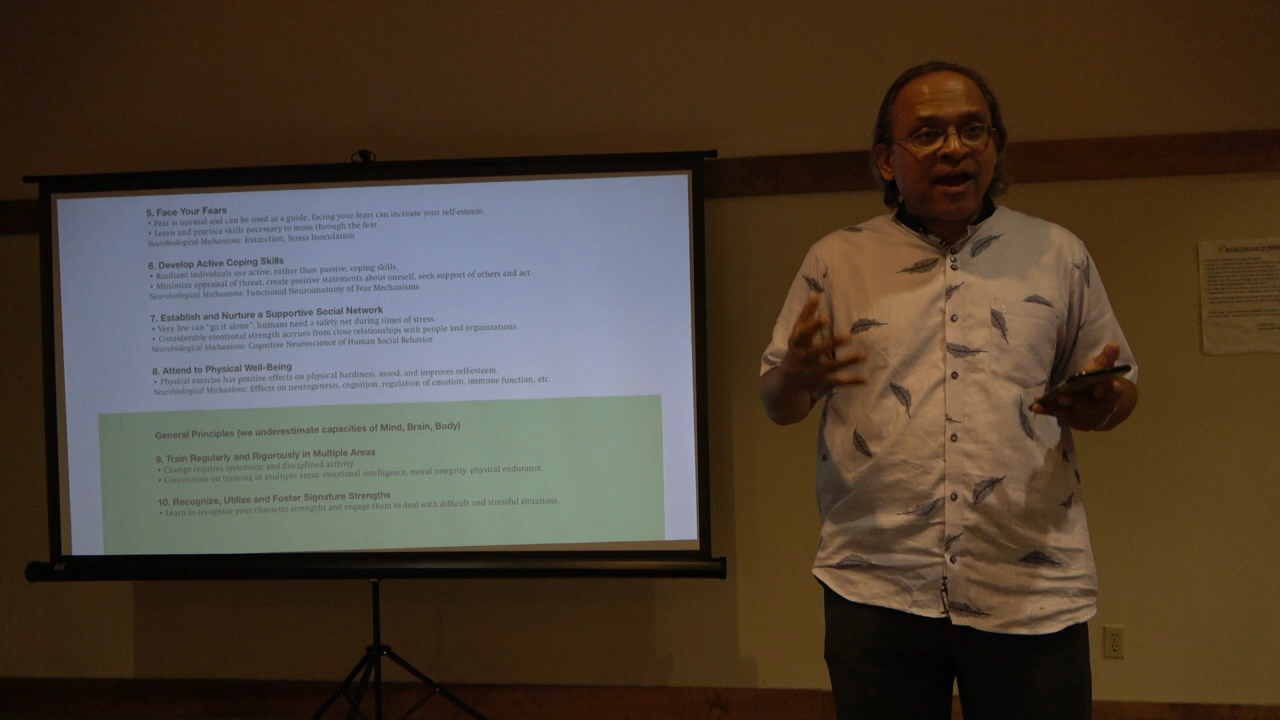 5. Face Your Fears
• Fear is normal and can be used as a guide; facing your fears can increase your self-esteem.
• Learn and practice skills necessary to move through the fear
Neurobiological Mechanisms: Extinction, Stress Inoculation
6. Develop Active Coping Skills
• Resilient individuals use active, rather than passive, coping skills.
• Minimize appraisal of threat, create positive statements about oneself, seek support of others and act.
Neurobiological Mechanisms: Functional Neuroanatomy of Fear Mechanisms
7. Establish and Nurture a Supportive Social Network
• Very few can "go it alone"; humans need a safety net during times of stress.
• Considerable emotional strength accrues from close relationships with people and organizations.
Neurobiological Mechanisms: Cognitive Neuroscience of Human Social Behavior
8. Attend to Physical Well-Being
• Physical exercise has positive effects on physical hardiness, mood, and improves self-esteem.
Neurobiological Mechanisms: Effects on neurogenesis, cognition, regulation of emotion, immune function, etc.
General Principles (we underestimate capacities of Mind, Brain, Body)
9. Train Regularly and Rigorously in Multiple Areas
• Change requires systematic and disciplined activity.
• Concentrate on training in multiple areas: emotional intelligence, moral integrity, physical endurance.
10. Recognize, Utilize and Foster Signature Strengths
• Learn to recognize your character strengths and engage them to deal with difficult and stressful situations.